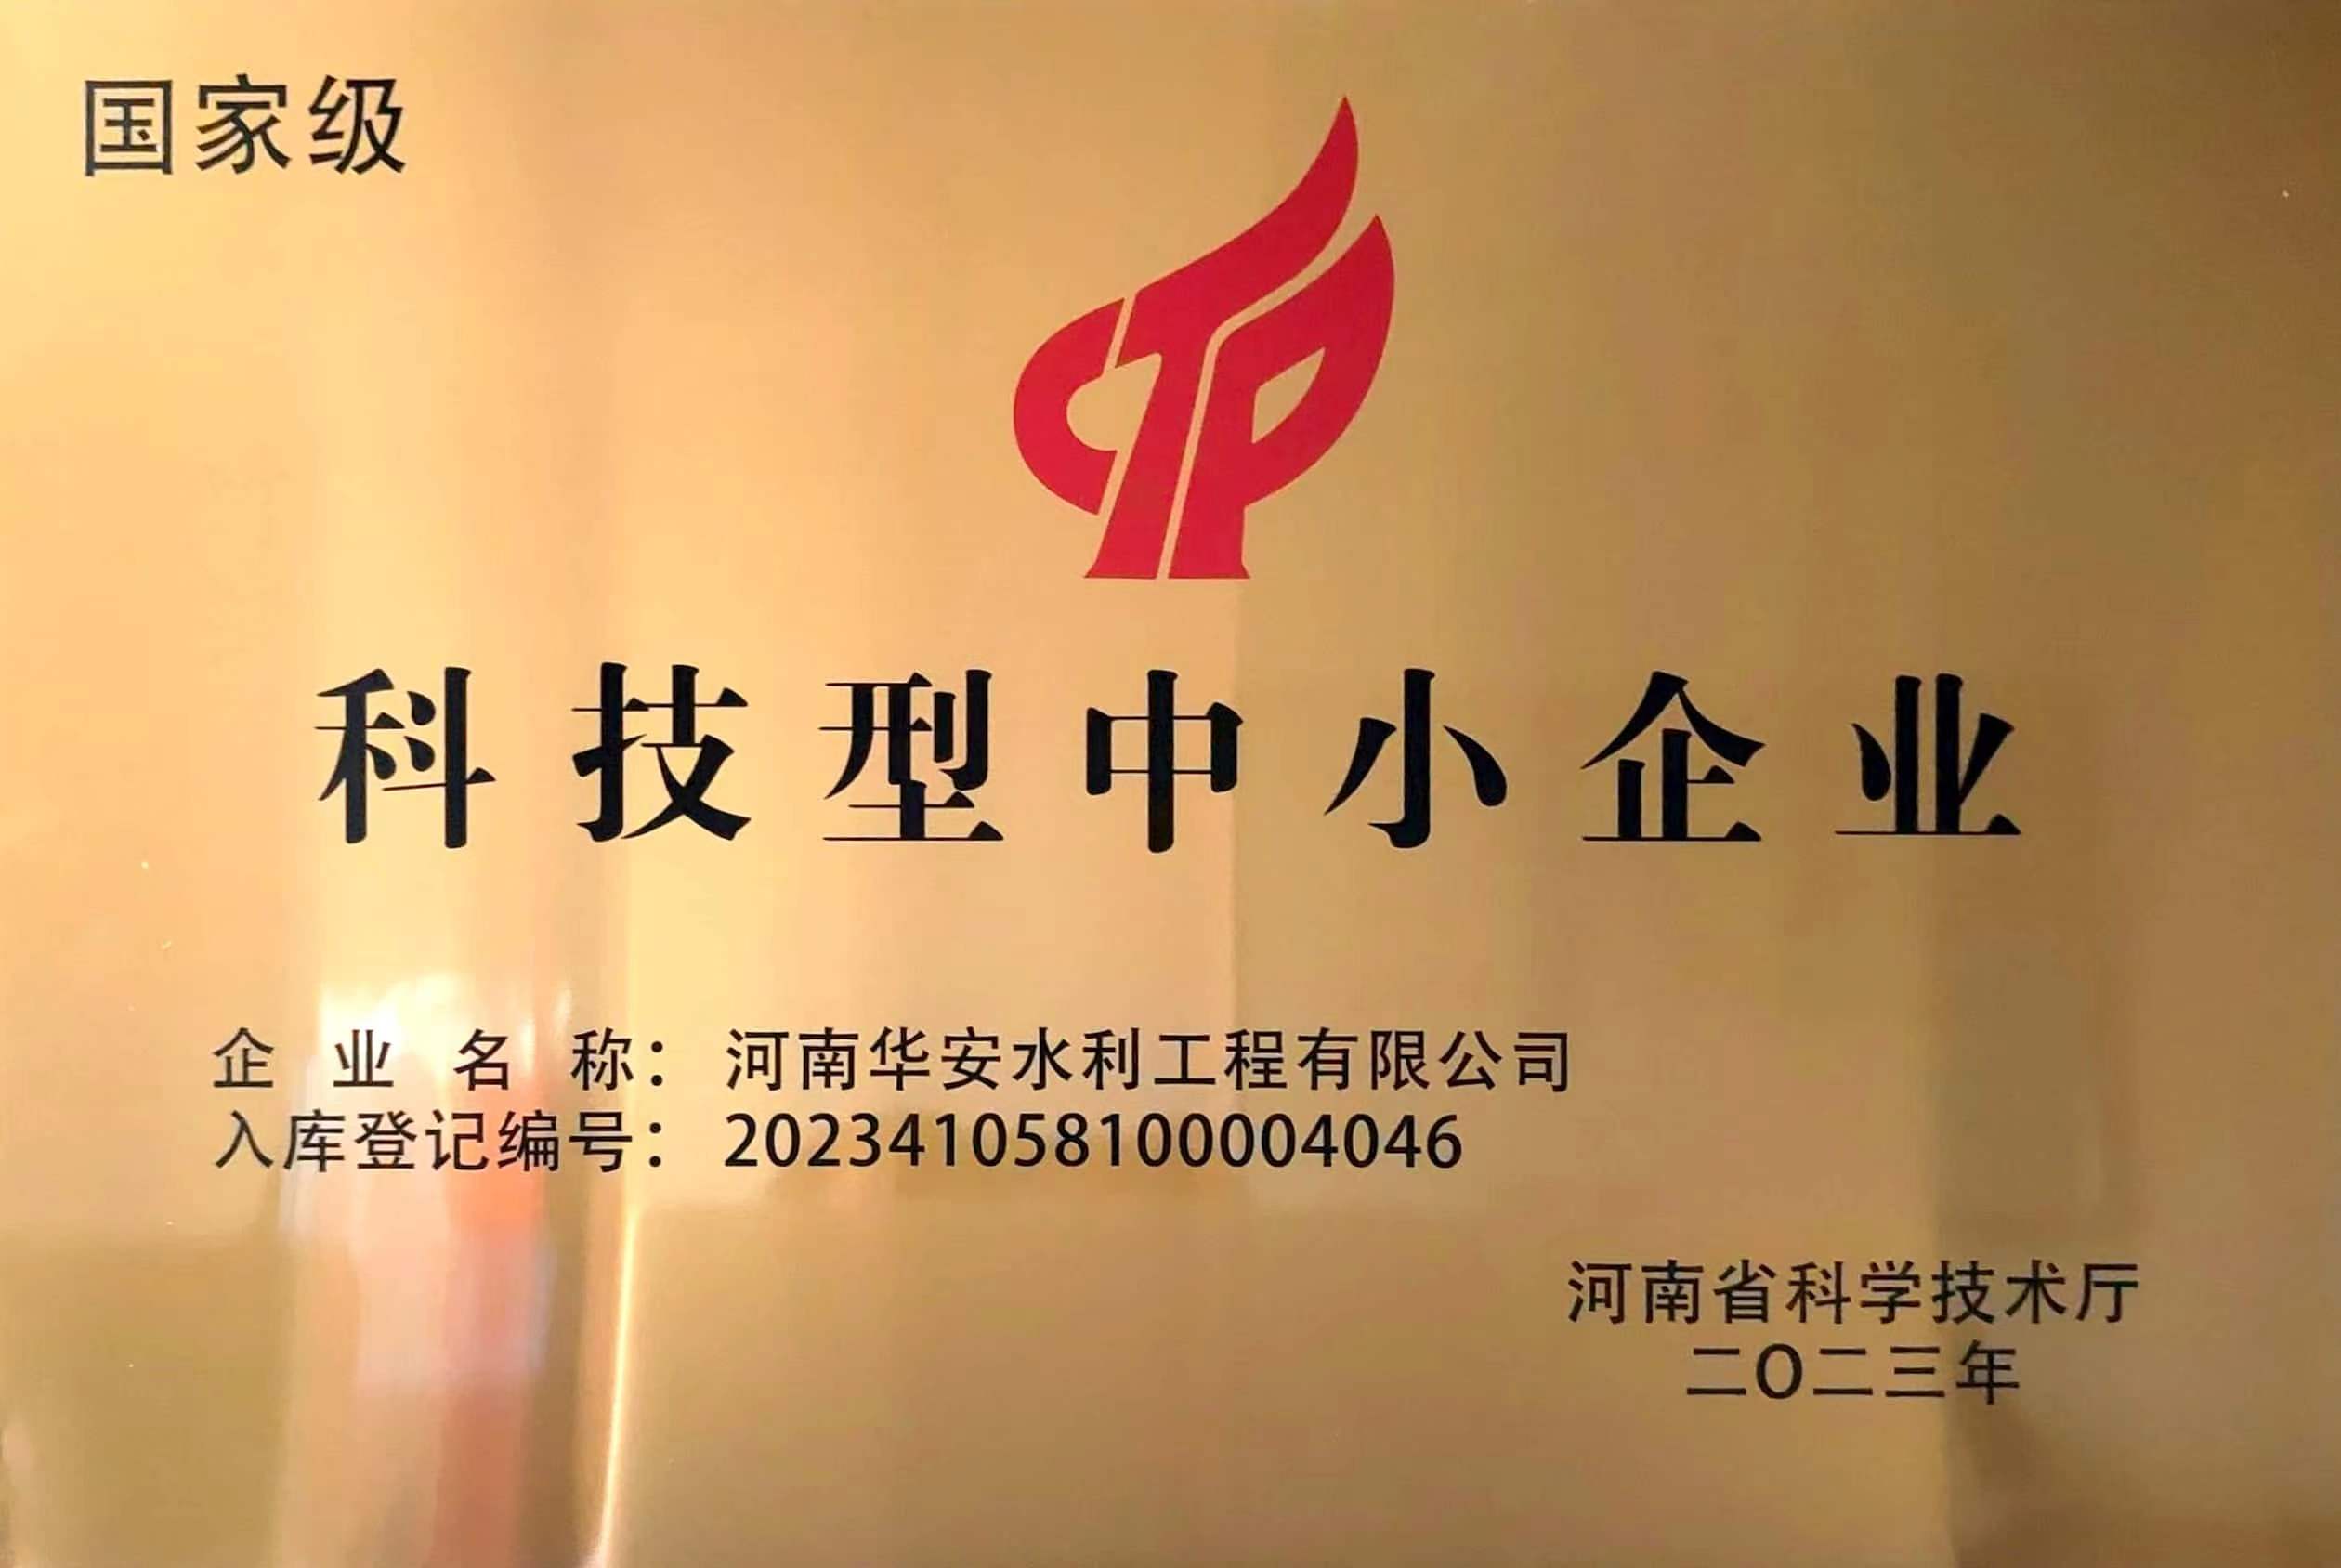 国家级
CTP
科技型中小企业
企业名称：河南华安水利工程有限公司
入库登记编号：202341058100004046
河南省科学技术厅
二〇二三年